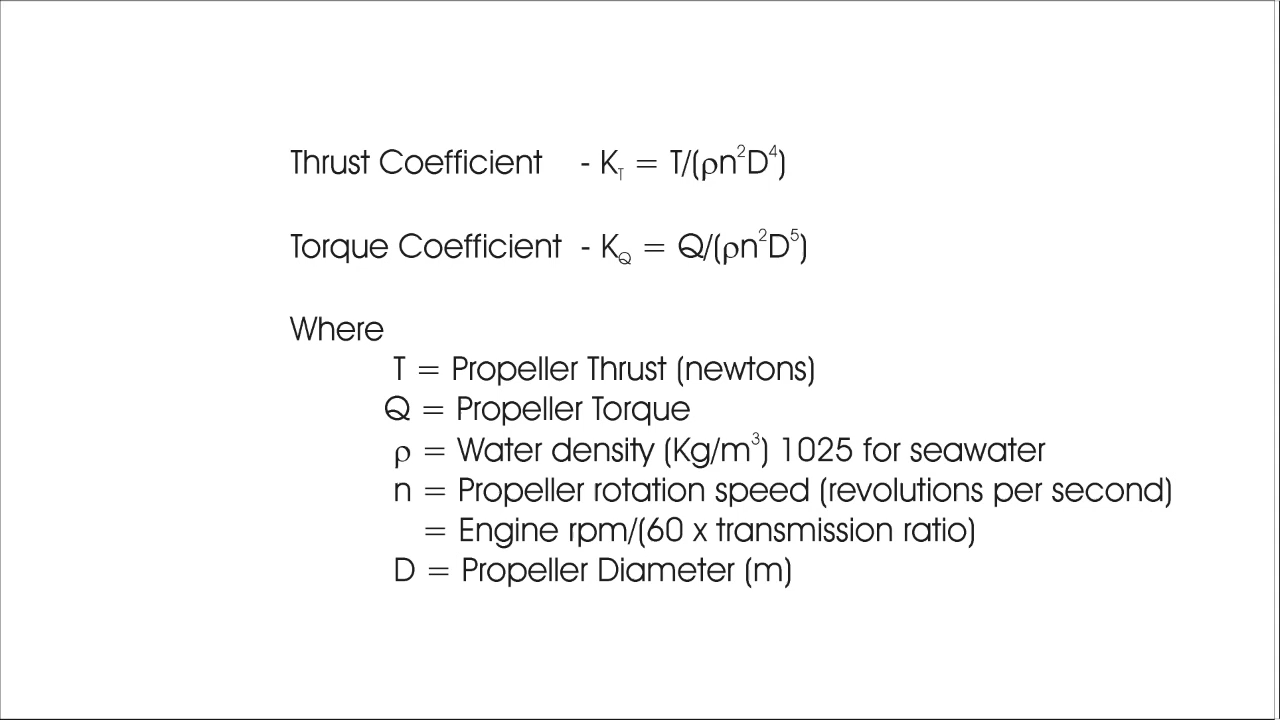 Thrust Coefficient - K_T = T/(ρn²D⁴)
Torque Coefficient - K_Q = Q/(ρn²D⁵)
Where
T = Propeller Thrust (newtons)
Q = Propeller Torque
ρ = Water density (Kg/m³) 1025 for seawater
n = Propeller rotation speed (revolutions per second)
= Engine rpm/(60 x transmission ratio)
D = Propeller Diameter (m)